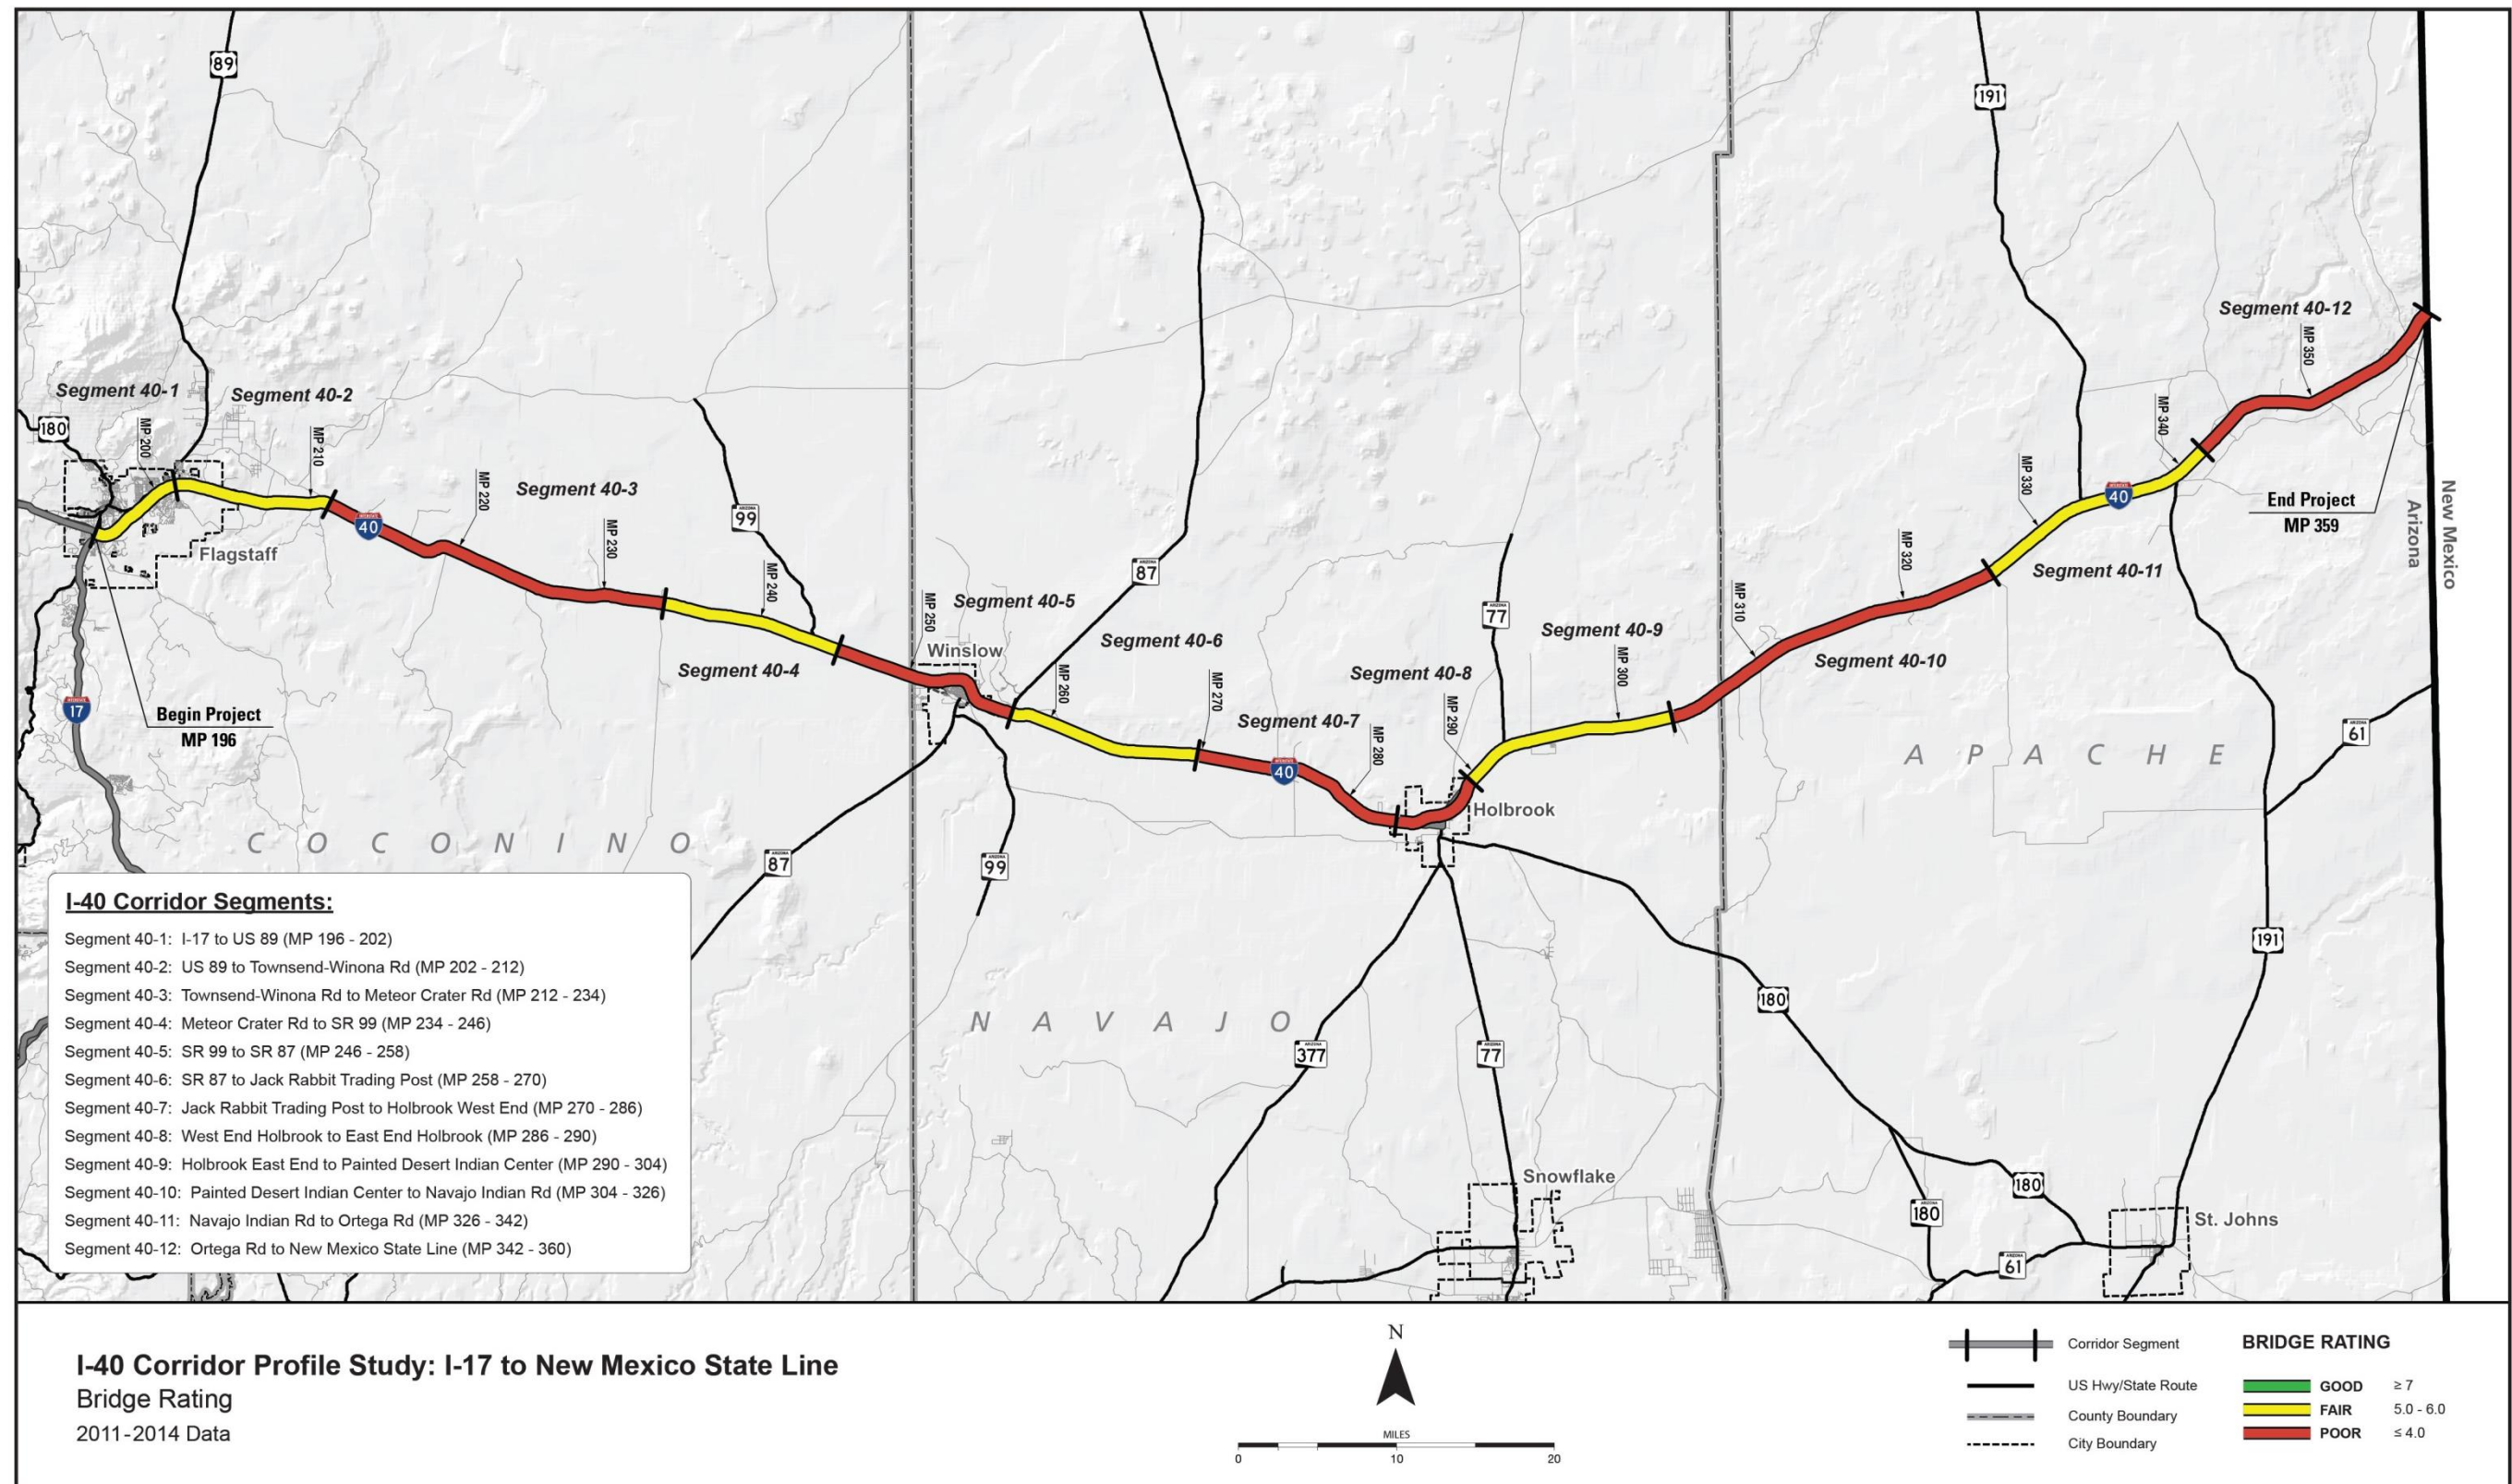 89
191
Segment 40-12
MP 350
Segment 40-1
Segment 40-2
180
MP 200
MP 210
MP 340
MP 220
Segment 40-3
MP 330
40
End Project
MP 359
New Mexico
Arizona
99
MP 230
40
Flagstaff
MP 320
87
Segment 40-11
MP 240
MP 250
Segment 40-5
MP 310
77
Segment 40-9
Winslow
Segment 40-6
Segment 40-4
MP 260
MP 300
Segment 40-10
MP 270
Segment 40-8
17
Begin Project
MP 196
Segment 40-7
MP 290
MP 280
61
APACHE
40
Holbrook
COCONINO
87
99
I-40 Corridor Segments:
Segment 40-1: I-17 to US 89 (MP 196 - 202)
Segment 40-2: US 89 to Townsend-Winona Rd (MP 202 - 212)
Segment 40-3: Townsend-Winona Rd to Meteor Crater Rd (MP 212 - 234)
Segment 40-4: Meteor Crater Rd to SR 99 (MP 234 - 246)
Segment 40-5: SR 99 to SR 87 (MP 246 - 258)
Segment 40-6: SR 87 to Jack Rabbit Trading Post (MP 258 - 270)
Segment 40-7: Jack Rabbit Trading Post to Holbrook West End (MP 270 - 286)
Segment 40-8: West End Holbrook to East End Holbrook (MP 286 - 290)
Segment 40-9: Holbrook East End to Painted Desert Indian Center (MP 290 - 304)
Segment 40-10: Painted Desert Indian Center to Navajo Indian Rd (MP 304 - 326)
Segment 40-11: Navajo Indian Rd to Ortega Rd (MP 326 - 342)
Segment 40-12: Ortega Rd to New Mexico State Line (MP 342 - 360)
191
180
NAVAJO
377
77
Snowflake
180
180
St. Johns
61
I-40 Corridor Profile Study: I-17 to New Mexico State Line
Bridge Rating
2011-2014 Data
N
MILES
0 10 20
Corridor Segment
US Hwy/State Route
County Boundary
City Boundary
BRIDGE RATING
GOOD ≥ 7
FAIR 5.0 - 6.0
POOR ≤ 4.0